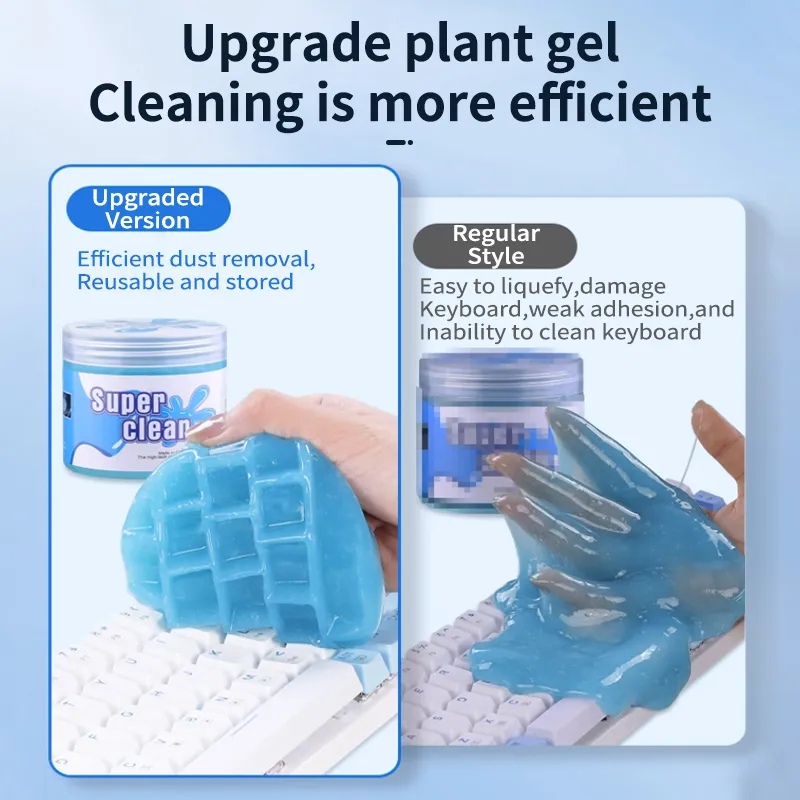 Upgrade plant gel
Cleaning is more efficient
Upgraded
Version
Efficient dust removal,
Reusable and stored
Regular
Style
Easy to liquefy,damage
Keyboard,weak adhesion,and
Inability to clean keyboard
Super
clean